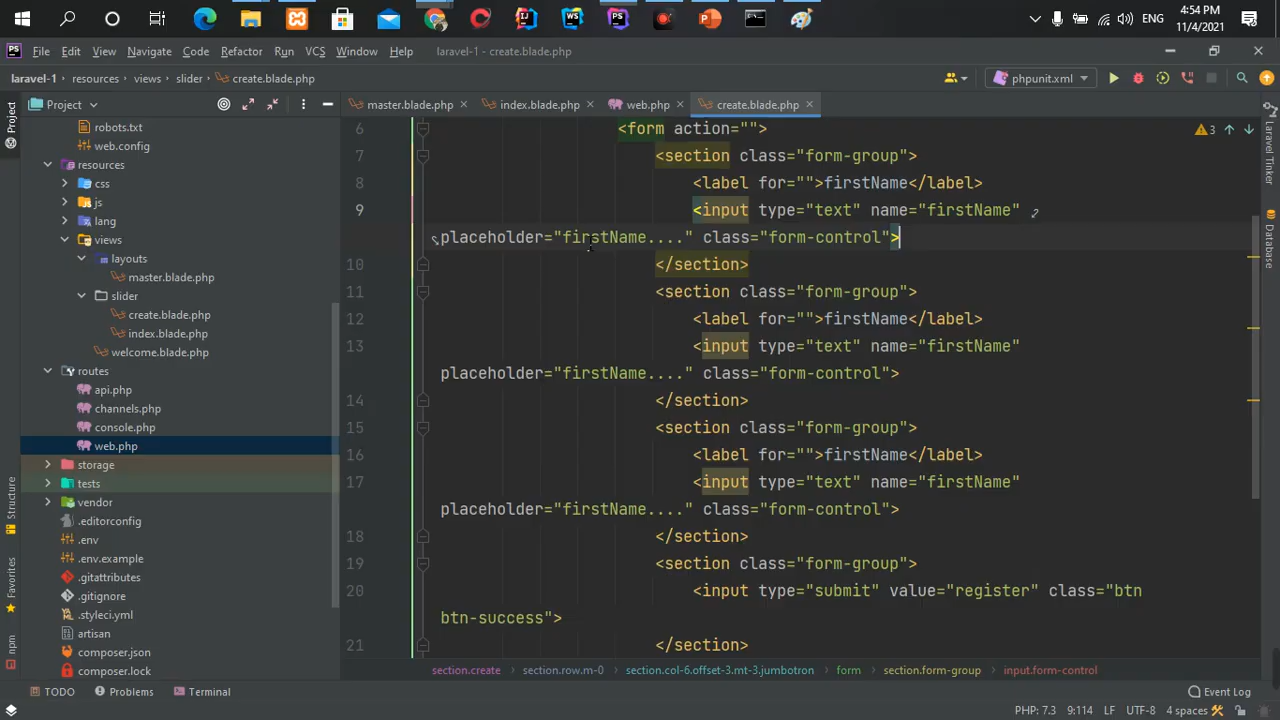 4:54 PM
ENG
11/4/2021
PS
File Edit View Navigate Code Refactor Run VCS Window Help laravel-1 - create.blade.php
laravel-1 resources views slider create.blade.php
phpunit.xml
Project
master.blade.php index.blade.php web.php create.blade.php
robots.txt
web.config
resources
css
js
lang
views
layouts
master.blade.php
slider
create.blade.php
index.blade.php
welcome.blade.php
routes
api.php
channels.php
console.php
web.php
storage
tests
vendor
.editorconfig
.env
.env.example
.gitattributes
.gitignore
.styleci.yml
artisan
composer.json
composer.lock
6 <form action="">
7 <section class="form-group">
8 <label for="">firstName</label>
9 <input type="text" name="firstName"
placeholder="firstName...." class="form-control">
10 </section>
11 <section class="form-group">
12 <label for="">firstName</label>
13 <input type="text" name="firstName"
placeholder="firstName...." class="form-control">
14 </section>
15 <section class="form-group">
16 <label for="">firstName</label>
17 <input type="text" name="firstName"
placeholder="firstName...." class="form-control">
18 </section>
19 <section class="form-group">
20 <input type="submit" value="register" class="btn
btn-success">
21 </section>
3
Project
Structure
Favorites
npm
Laravel Tinker
Database
section.create section.row.m-0 section.col-6.offset-3.mt-3.jumbotron form section.form-group input.form-control
TODO Problems Terminal Event Log
PHP: 7.3 9:114 LF UTF-8 4 spaces